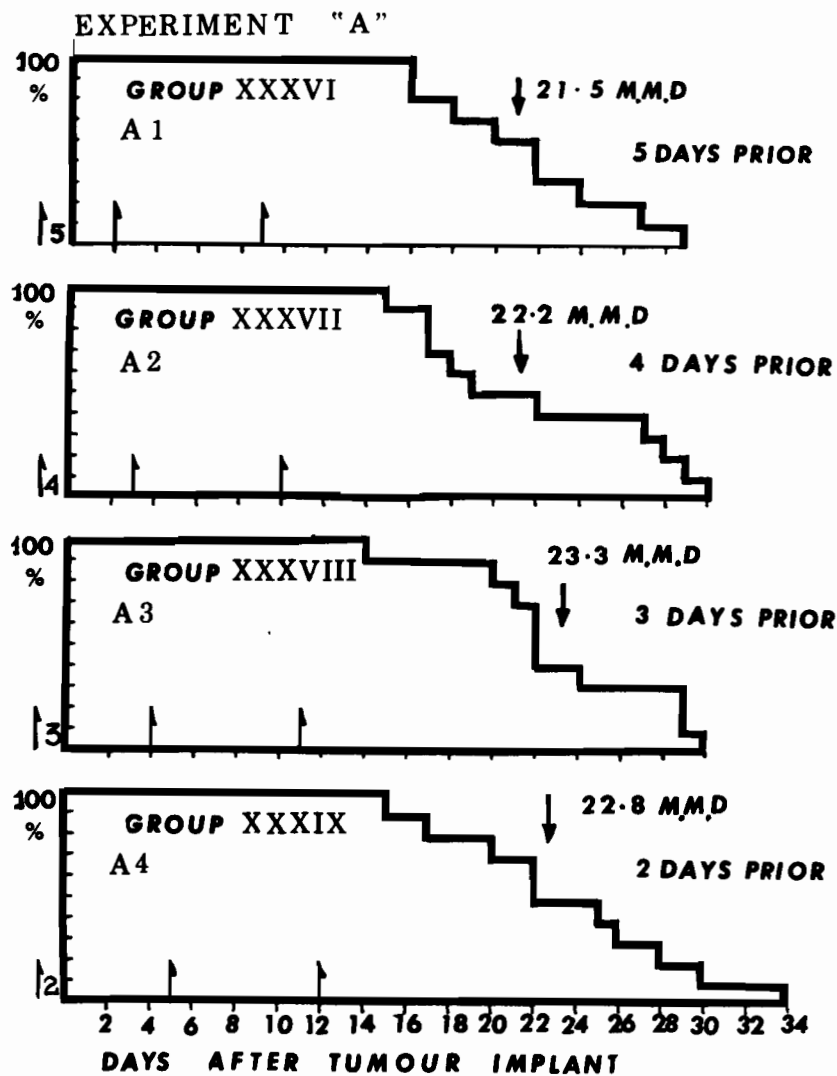 EXPERIMENT "A"
100
%
GROUP XXXVI
A 1
21·5 M.M.D
5 DAYS PRIOR
5
100
%
GROUP XXXVII
A 2
22·2 M.M.D
4 DAYS PRIOR
4
100
%
GROUP XXXVIII
A 3
23·3 M.M.D
3 DAYS PRIOR
3
100
%
GROUP XXXIX
A 4
22·8 M.M.D
2 DAYS PRIOR
2
2 4 6 8 10 12 14 16 18 20 22 24 26 28 30 32 34
DAYS AFTER TUMOUR IMPLANT